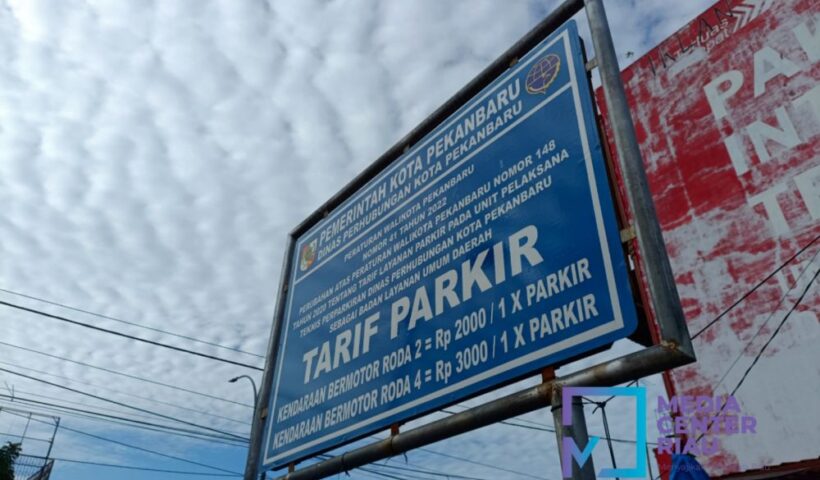 PEMERINTAH KOTA PEKANBARU
DINAS PERHUBUNGAN KOTA PEKANBARU
PERATURAN WALIKOTA PEKANBARU
NOMOR 41 TAHUN 2022
PERUBAHAN ATAS PERATURAN WALIKOTA PEKANBARU NOMOR 148
TAHUN 2020 TENTANG TARIF LAYANAN PARKIR PADA UNIT PELAKSANA
TEKNIS PERPARKIRAN DINAS PERHUBUNGAN KOTA PEKANBARU
SEBAGAI BADAN LAYANAN UMUM DAERAH
TARIF PARKIR
KENDARAAN BERMOTOR RODA 2 = Rp 2000 / 1 X PARKIR
KENDARAAN BERMOTOR RODA 4 = Rp 3000 / 1 X PARKIR
IKLAN
MEDIA
CENTER
RIAU